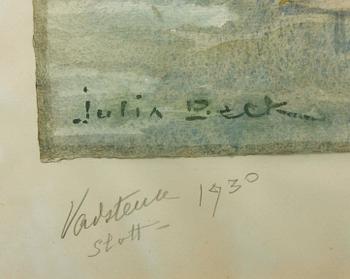 Julia Beck
Vadstena 1930
Slott